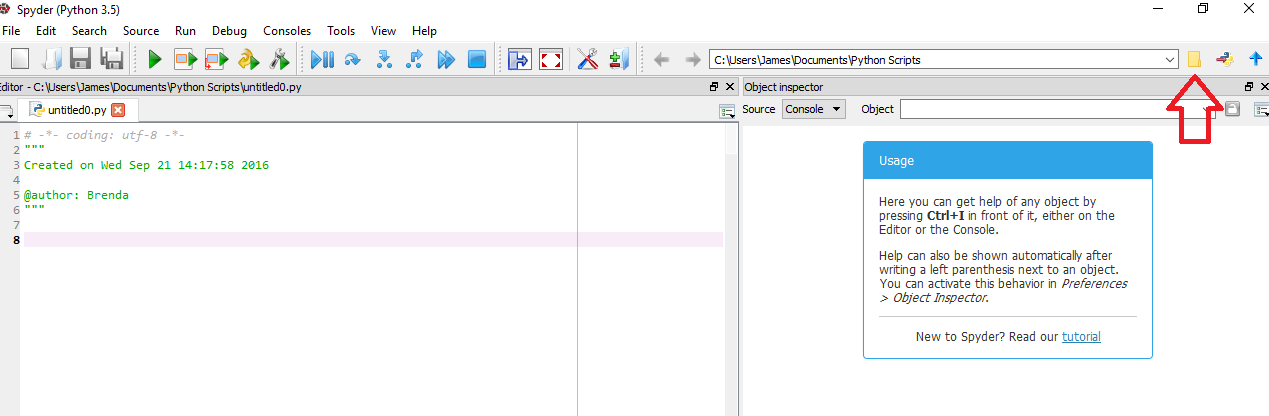 Spyder (Python 3.5)
File Edit Search Source Run Debug Consoles Tools View Help
C:\Users\James\Documents\Python Scripts
Editor - C:\Users\James\Documents\Python Scripts\untitled0.py
Object inspector
untitled0.py
Source Console Object
1 # -*- coding: utf-8 -*-
2 """
3 Created on Wed Sep 21 14:17:58 2016
4
5 @author: Brenda
6 """
7
8
Usage
Here you can get help of any object by
pressing Ctrl+I in front of it, either on the
Editor or the Console.
Help can also be shown automatically after
writing a left parenthesis next to an object.
You can activate this behavior in Preferences
> Object Inspector.
New to Spyder? Read our tutorial